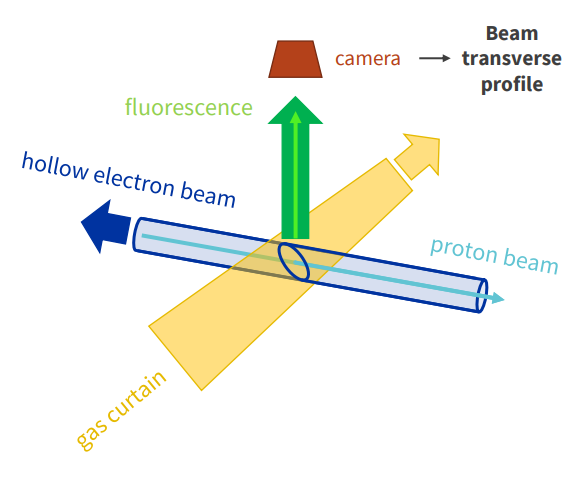 Beam
camera transverse
profile
fluorescence
hollow electron beam
proton beam
gas curtain